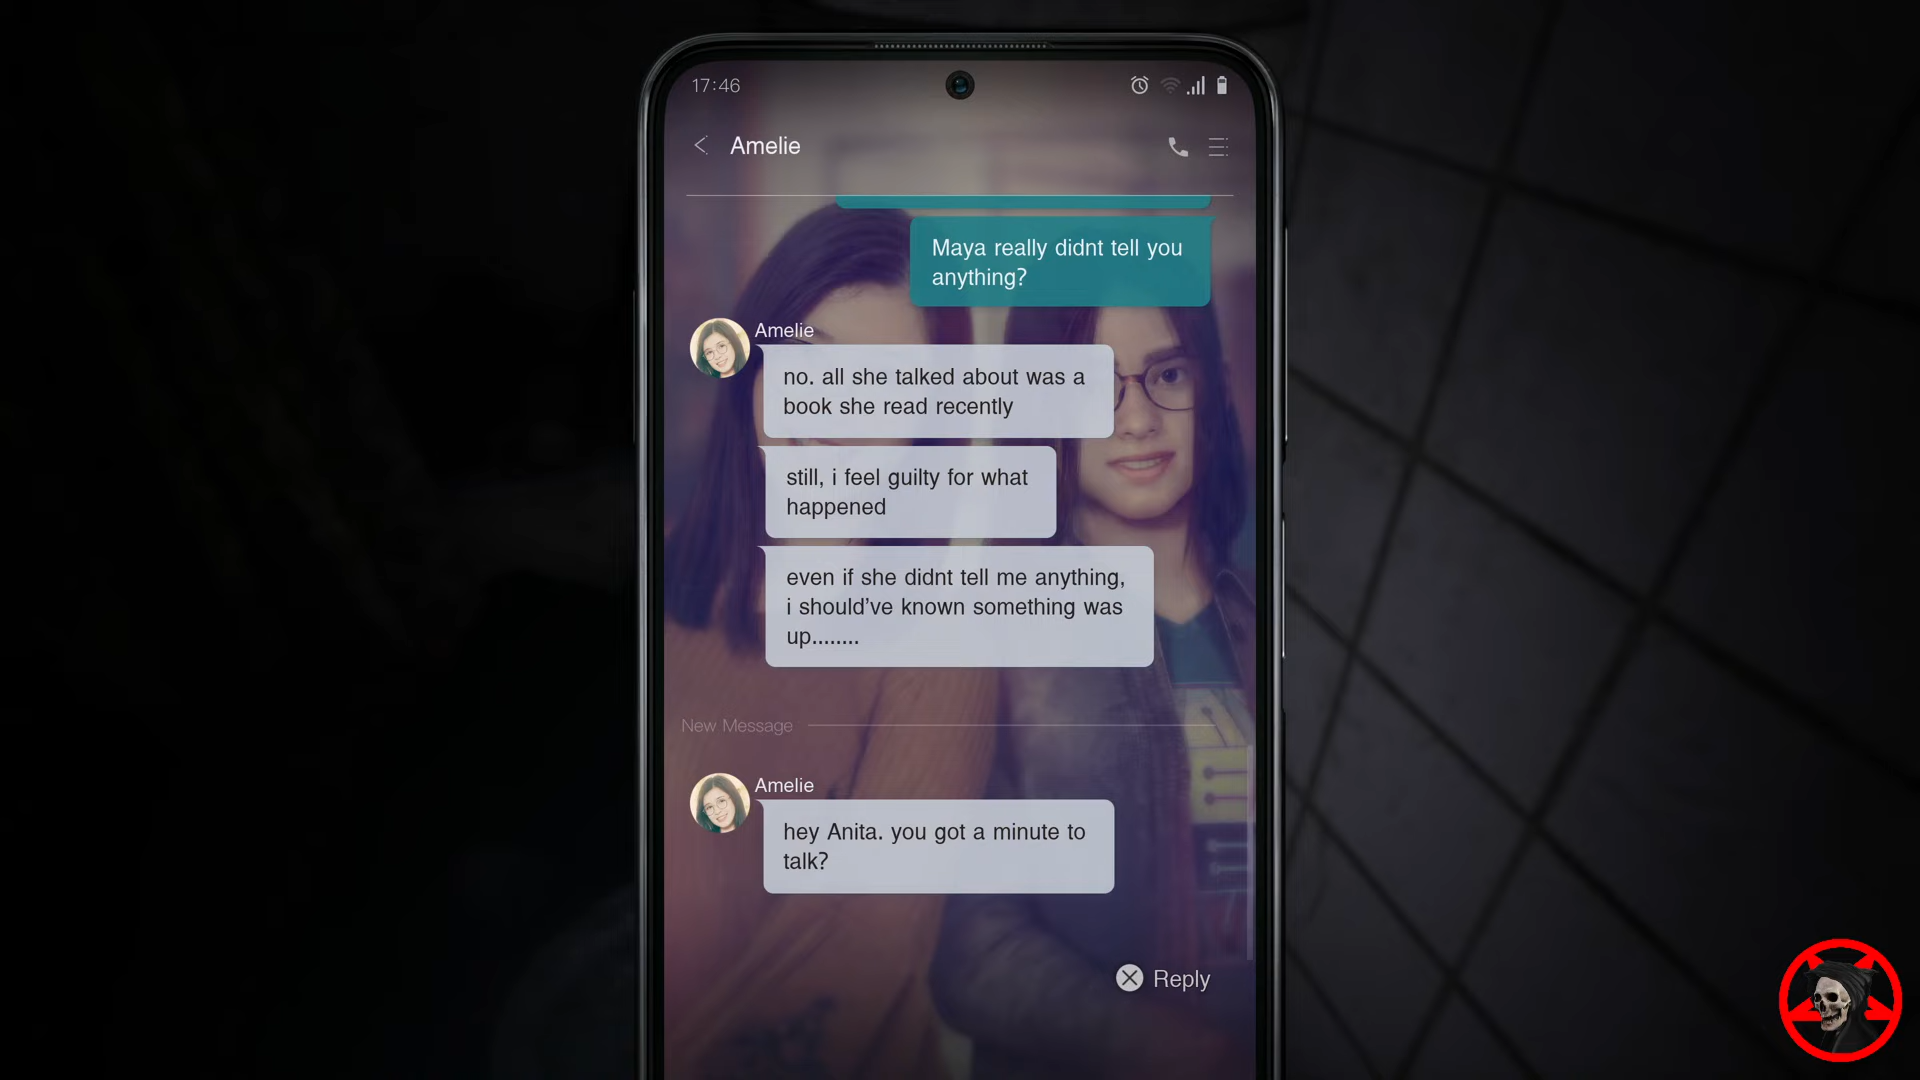 17:46
Amelie
Maya really didnt tell you
anything?
Amelie
no. all she talked about was a
book she read recently
still, i feel guilty for what
happened
even if she didnt tell me anything,
i should've known something was
up........
New Message
Amelie
hey Anita. you got a minute to
talk?
Reply